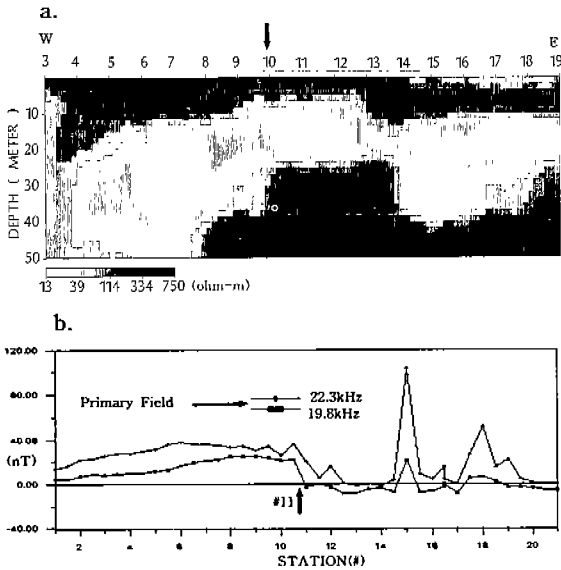 a.
W E
3 4 5 6 7 8 9 10 11 12 13 14 15 16 17 18 19
DEPTH ( METER )
10
20
30
40
50
13 39 114 334 750 (ohm-m)
b.
120.00
80.00
40.00
(nT)
0.00
-40.00
Primary Field
22.3kHz
19.8kHz
#11
2 4 6 8 10 12 14 16 18 20
STATION(#)